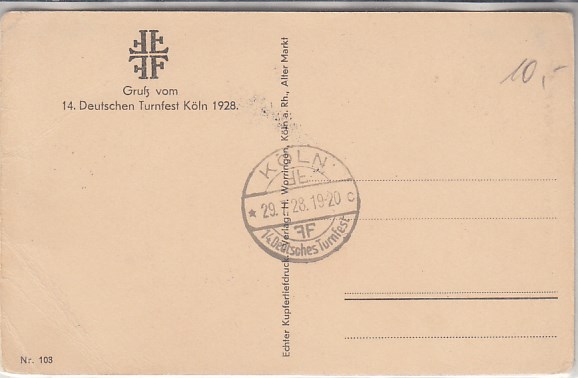 Gruß vom
14. Deutschen Turnfest Köln 1928.
10,-
KÖLN
* 29. 28. 19-20 c
FF
14. Deutsches Turnfest
Echter Kupfertiefdruck. Verlag: H. Worringen, Köln a. Rh., Alter Markt
Nr. 103